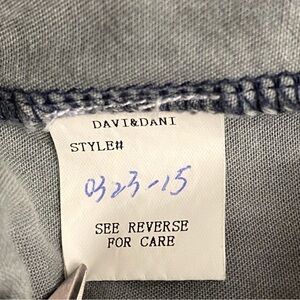 DAVI&DANI
STYLE#
0323-15
SEE REVERSE
FOR CARE